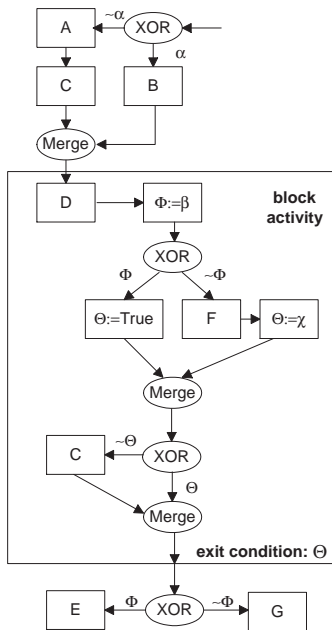 A
~α
XOR
α
C
B
Merge
D
Φ:=β
block
activity
XOR
Φ
~Φ
Θ:=True
F
Θ:=χ
Merge
C
~Θ
XOR
Θ
Merge
exit condition: Θ
E
Φ
XOR
~Φ
G